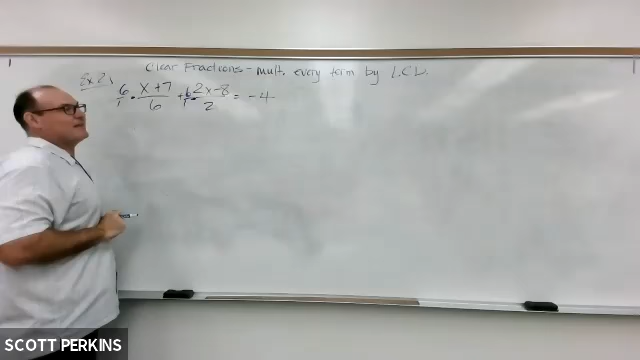 Clear Fractions - mult. every term by LCD.
Ex 2)
6/1 • x+7/6 + 6/1 • 2x-8/2 = -4
SCOTT PERKINS